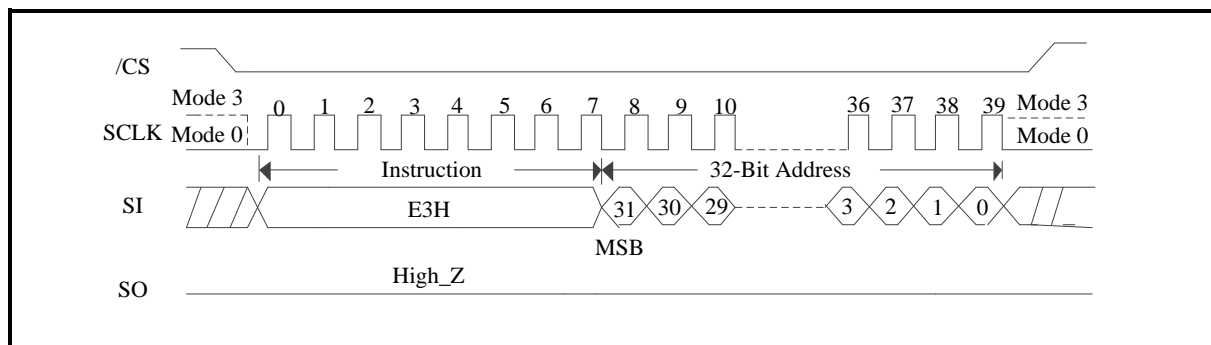 /CS
Mode 3 0 1 2 3 4 5 6 7 8 9 10 36 37 38 39 Mode 3
SCLK Mode 0 Mode 0
Instruction 32-Bit Address
SI E3H 31 30 29 3 2 1 0
MSB
High_Z
SO